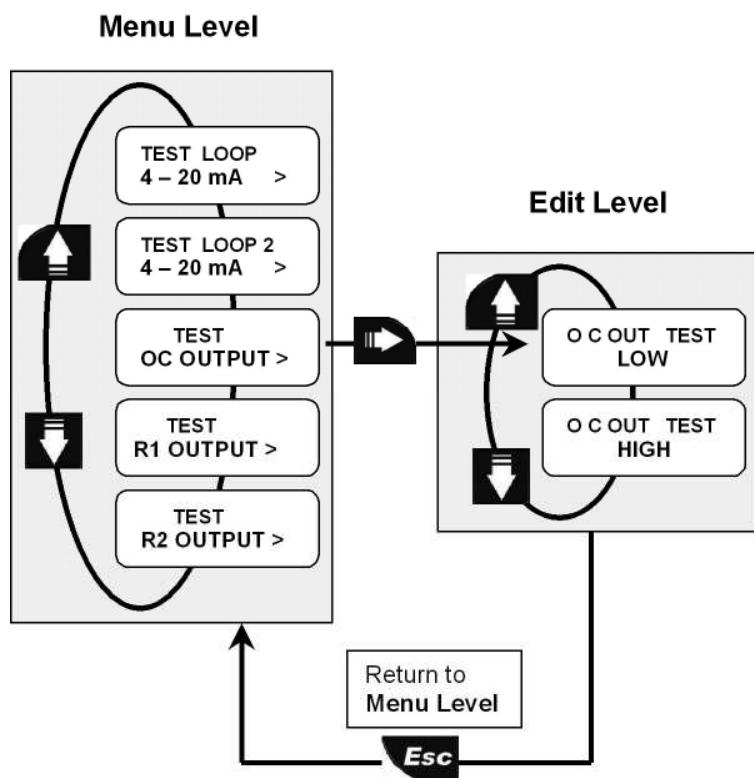 Menu Level
TEST LOOP
4 – 20 mA >
TEST LOOP 2
4 – 20 mA >
TEST
OC OUTPUT >
TEST
R1 OUTPUT >
TEST
R2 OUTPUT >
Edit Level
O C OUT TEST
LOW
O C OUT TEST
HIGH
Return to
Menu Level
Esc